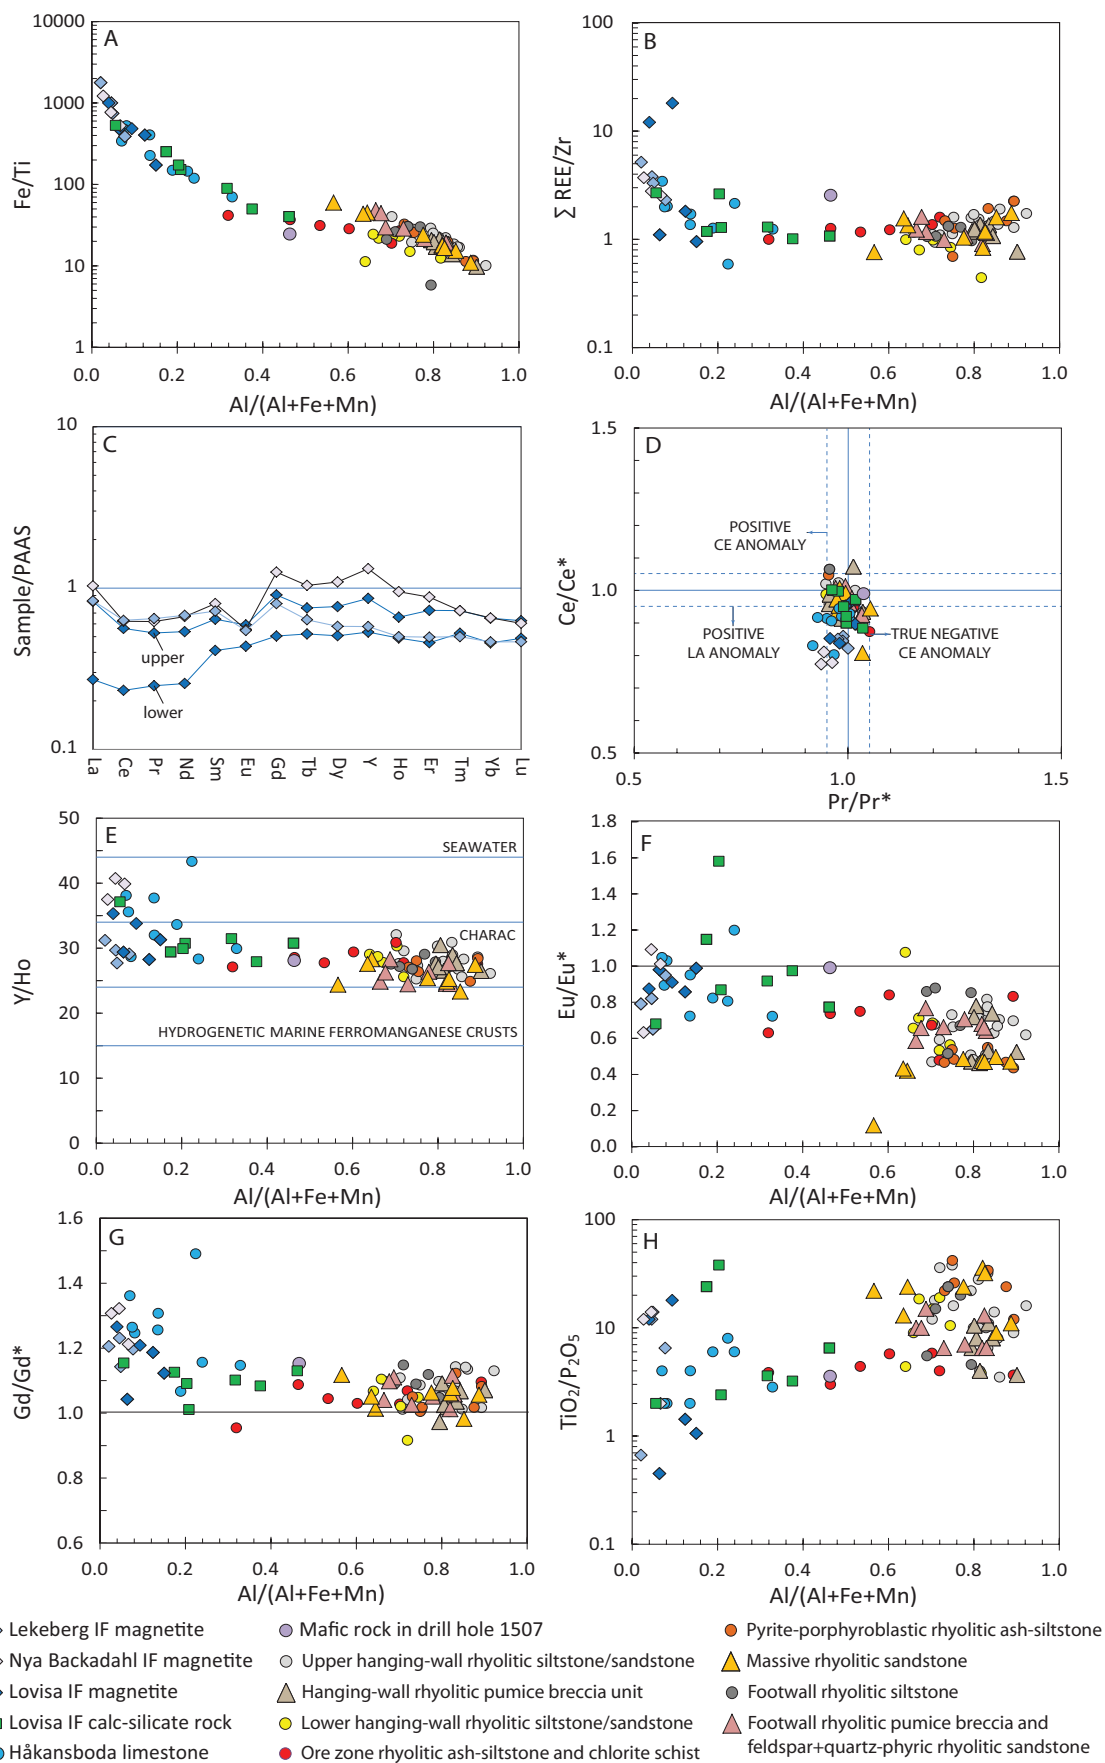 A
10000
1000
100
10
1
Fe/Ti
0.0 0.2 0.4 0.6 0.8 1.0
Al/(Al+Fe+Mn)
B
100
10
1
0.1
∑ REE/Zr
0.0 0.2 0.4 0.6 0.8 1.0
Al/(Al+Fe+Mn)
C
10
1
0.1
Sample/PAAS
upper
lower
La Ce Pr Nd Sm Eu Gd Tb Dy Y Ho Er Tm Yb Lu
D
1.5
1.0
0.5
Ce/Ce*
POSITIVE
CE ANOMALY
POSITIVE
LA ANOMALY
TRUE NEGATIVE
CE ANOMALY
0.5 1.0 1.5
Pr/Pr*
E
50
40
30
20
10
0
Y/Ho
SEAWATER
CHARAC
HYDROGENETIC MARINE FERROMANGANESE CRUSTS
0.0 0.2 0.4 0.6 0.8 1.0
Al/(Al+Fe+Mn)
F
1.8
1.6
1.4
1.2
1.0
0.8
0.6
0.4
0.2
0.0
Eu/Eu*
0.0 0.2 0.4 0.6 0.8 1.0
Al/(Al+Fe+Mn)
G
1.6
1.4
1.2
1.0
0.8
0.6
Gd/Gd*
0.0 0.2 0.4 0.6 0.8 1.0
Al/(Al+Fe+Mn)
H
100
10
1
0.1
TiO₂/P₂O₅
0.0 0.2 0.4 0.6 0.8 1.0
Al/(Al+Fe+Mn)
Lekeberg IF magnetite
Nya Backadahl IF magnetite
Lovisa IF magnetite
Lovisa IF calc-silicate rock
Håkansboda limestone
Mafic rock in drill hole 1507
Upper hanging-wall rhyolitic siltstone/sandstone
Hanging-wall rhyolitic pumice breccia unit
Lower hanging-wall rhyolitic siltstone/sandstone
Ore zone rhyolitic ash-siltstone and chlorite schist
Pyrite-porphyroblastic rhyolitic ash-siltstone
Massive rhyolitic sandstone
Footwall rhyolitic siltstone
Footwall rhyolitic pumice breccia and
feldspar+quartz-phyric rhyolitic sandstone